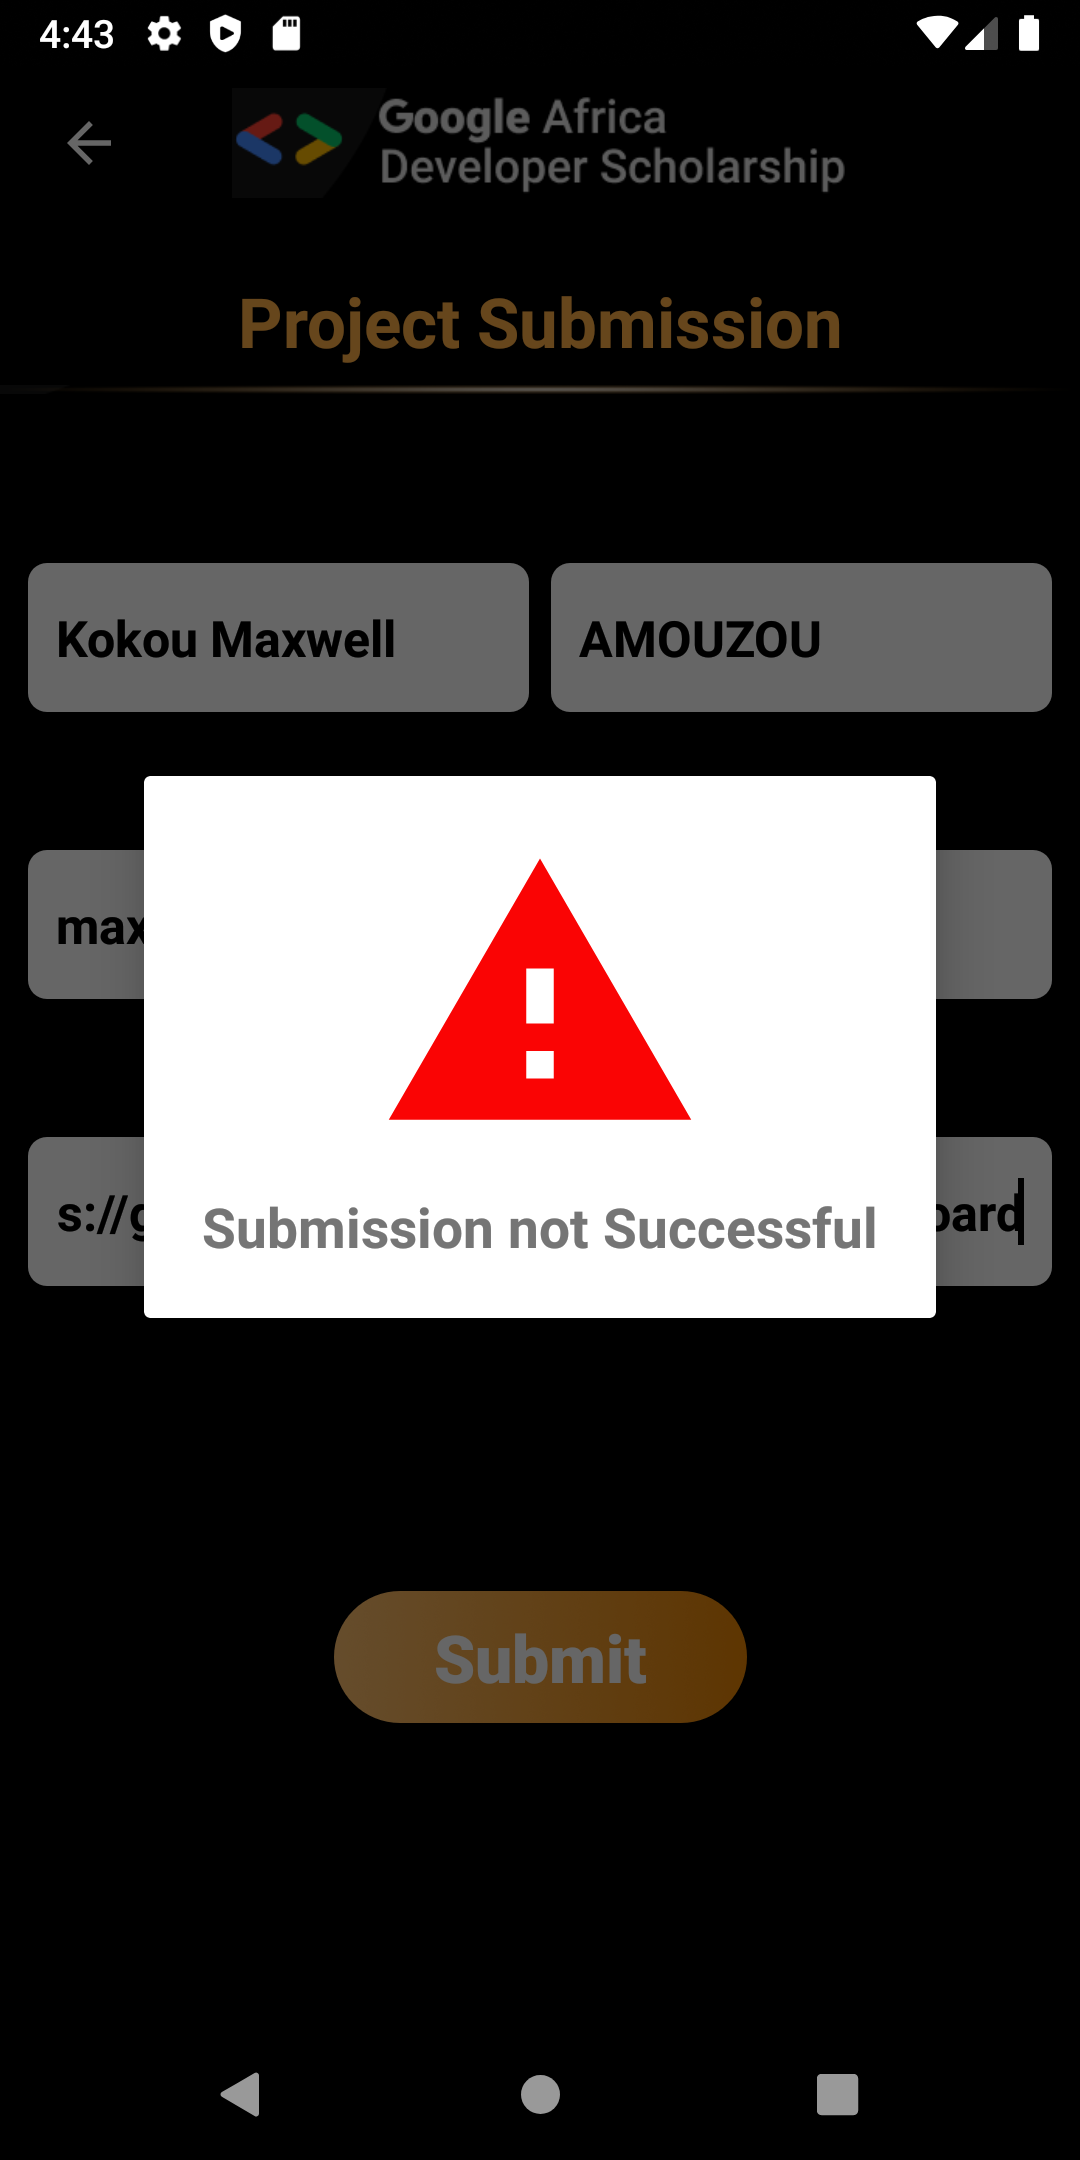 4:43
Google Africa
Developer Scholarship
Project Submission
Kokou Maxwell
AMOUZOU
max
s://g
oard
Submission not Successful
Submit